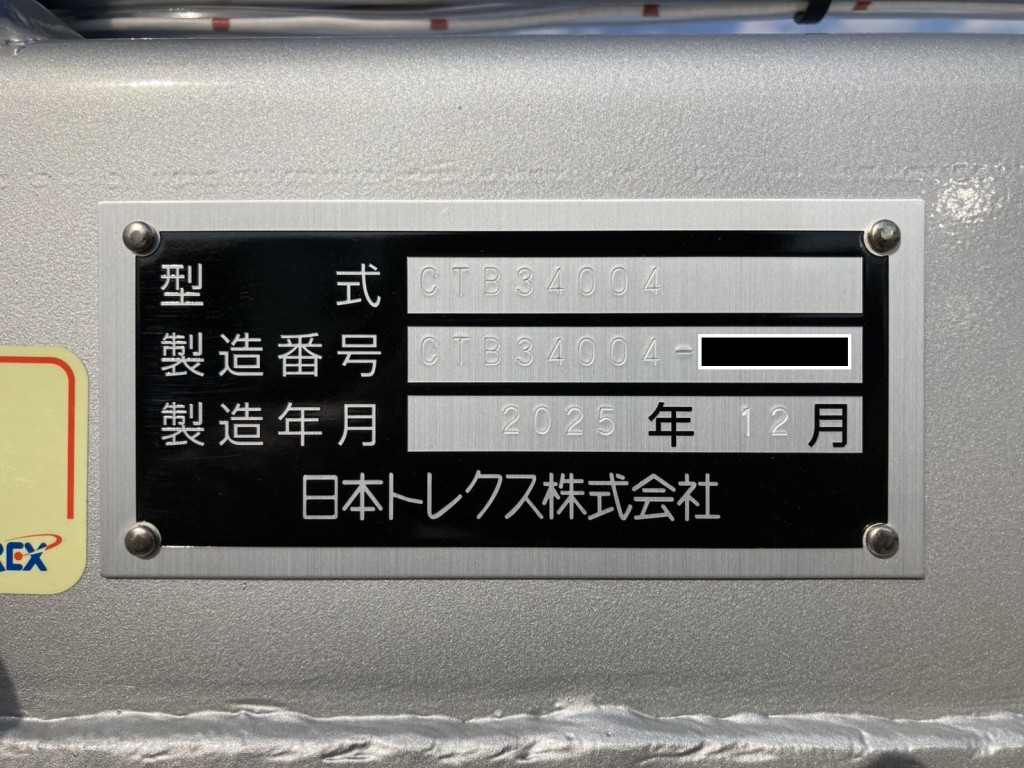 型式 CTB34004
製造番号 CTB34004-
製造年月 2025年12月
日本トレクス株式会社
REX